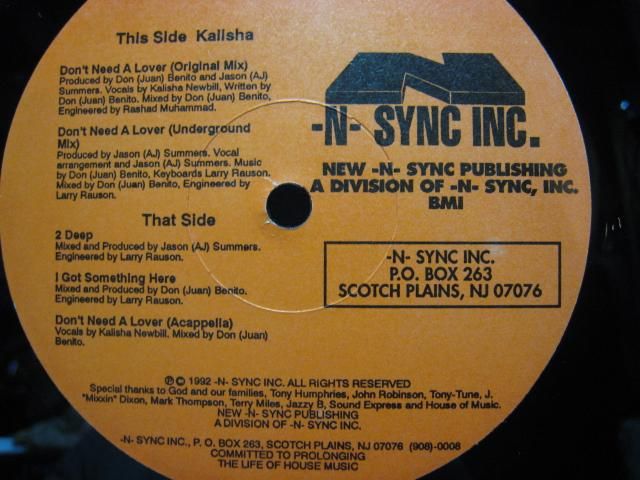 This Side Kalisha
Don't Need A Lover (Original Mix)
Produced by Don (Juan) Benito and Jason (AJ)
Summers. Vocals by Kalisha Newbill, Written by
Don (Juan) Benito. Mixed by Don (Juan) Benito,
Engineered by Rashad Muhammad.
Don't Need A Lover (Underground
Mix)
Produced by Jason (AJ) Summers. Vocal
arrangement and Jason (AJ) Summers. Music
by Don (Juan) Benito, Keyboards Larry Rauson.
Mixed by Don (Juan) Benito, Engineered by
Larry Rauson.
That Side
2 Deep
Mixed and Produced by Jason (AJ) Summers.
Engineered by Larry Rauson.
I Got Something Here
Mixed and Produced by Don (Juan) Benito.
Engineered by Larry Rauson.
Don't Need A Lover (Acappella)
Vocals by Kalisha Newbill. Mixed by Don (Juan)
Benito.
-N- SYNC INC.
NEW -N- SYNC PUBLISHING
A DIVISION OF -N- SYNC, INC.
BMI
-N- SYNC INC.
P.O. BOX 263
SCOTCH PLAINS, NJ 07076
℗© 1992 -N- SYNC INC. ALL RIGHTS RESERVED
Special thanks to God and our families, Tony Humphries, John Robinson, Tony-Tune, J.
"Mixxin" Dixon, Mark Thompson, Terry Miles, Jazzy B, Sound Express and House of Music.
NEW -N- SYNC PUBLISHING
A DIVISION OF -N- SYNC INC.
-N- SYNC INC., P. O. BOX 263, SCOTCH PLAINS, NJ 07076 (908)-0008
COMMITTED TO PROLONGING
THE LIFE OF HOUSE MUSIC